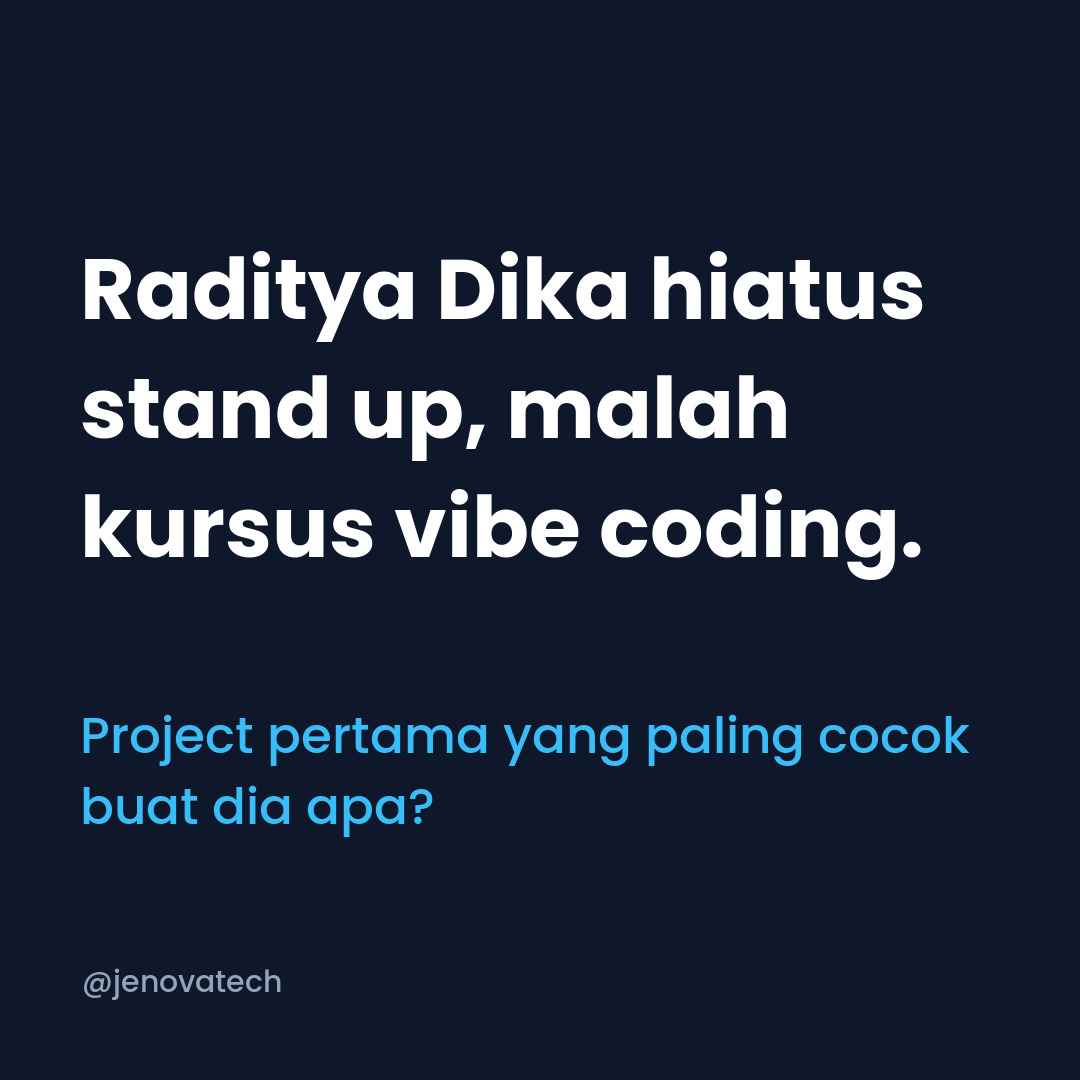 Raditya Dika hiatus
stand up, malah
kursus vibe coding.
Project pertama yang paling cocok
buat dia apa?
@jenovatech